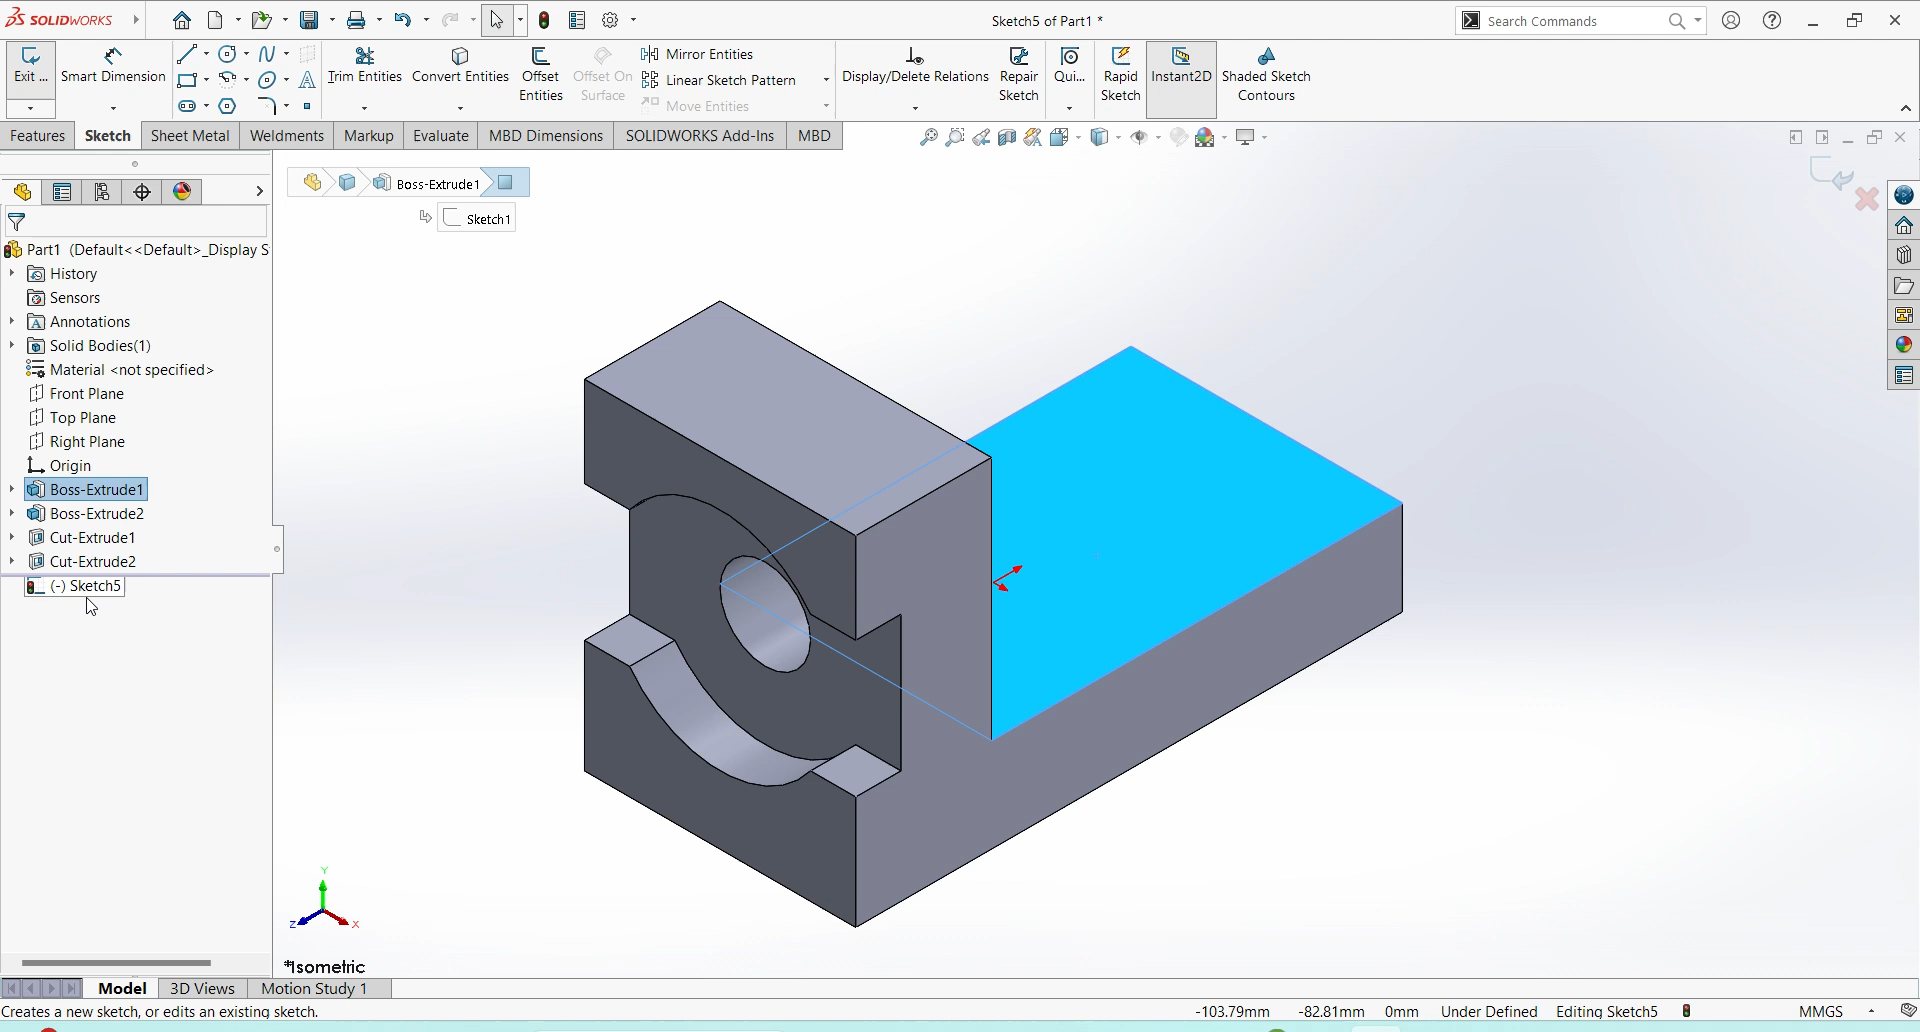 SOLIDWORKS
Sketch5 of Part1 *
Search Commands
Exit ...
Smart Dimension
Trim Entities
Convert Entities
Offset
Entities
Offset On
Surface
Mirror Entities
Linear Sketch Pattern
Move Entities
Display/Delete Relations
Repair
Sketch
Qui...
Rapid
Sketch
Instant2D
Shaded Sketch
Contours
Features
Sketch
Sheet Metal
Weldments
Markup
Evaluate
MBD Dimensions
SOLIDWORKS Add-Ins
MBD
Boss-Extrude1
Sketch1
Part1 (Default<<Default>_Display S
History
Sensors
Annotations
Solid Bodies(1)
Material <not specified>
Front Plane
Top Plane
Right Plane
Origin
Boss-Extrude1
Boss-Extrude2
Cut-Extrude1
Cut-Extrude2
(-) Sketch5
Y
Z
X
*Isometric
Model
3D Views
Motion Study 1
Creates a new sketch, or edits an existing sketch.
-103.79mm
-82.81mm
0mm
Under Defined
Editing Sketch5
MMGS